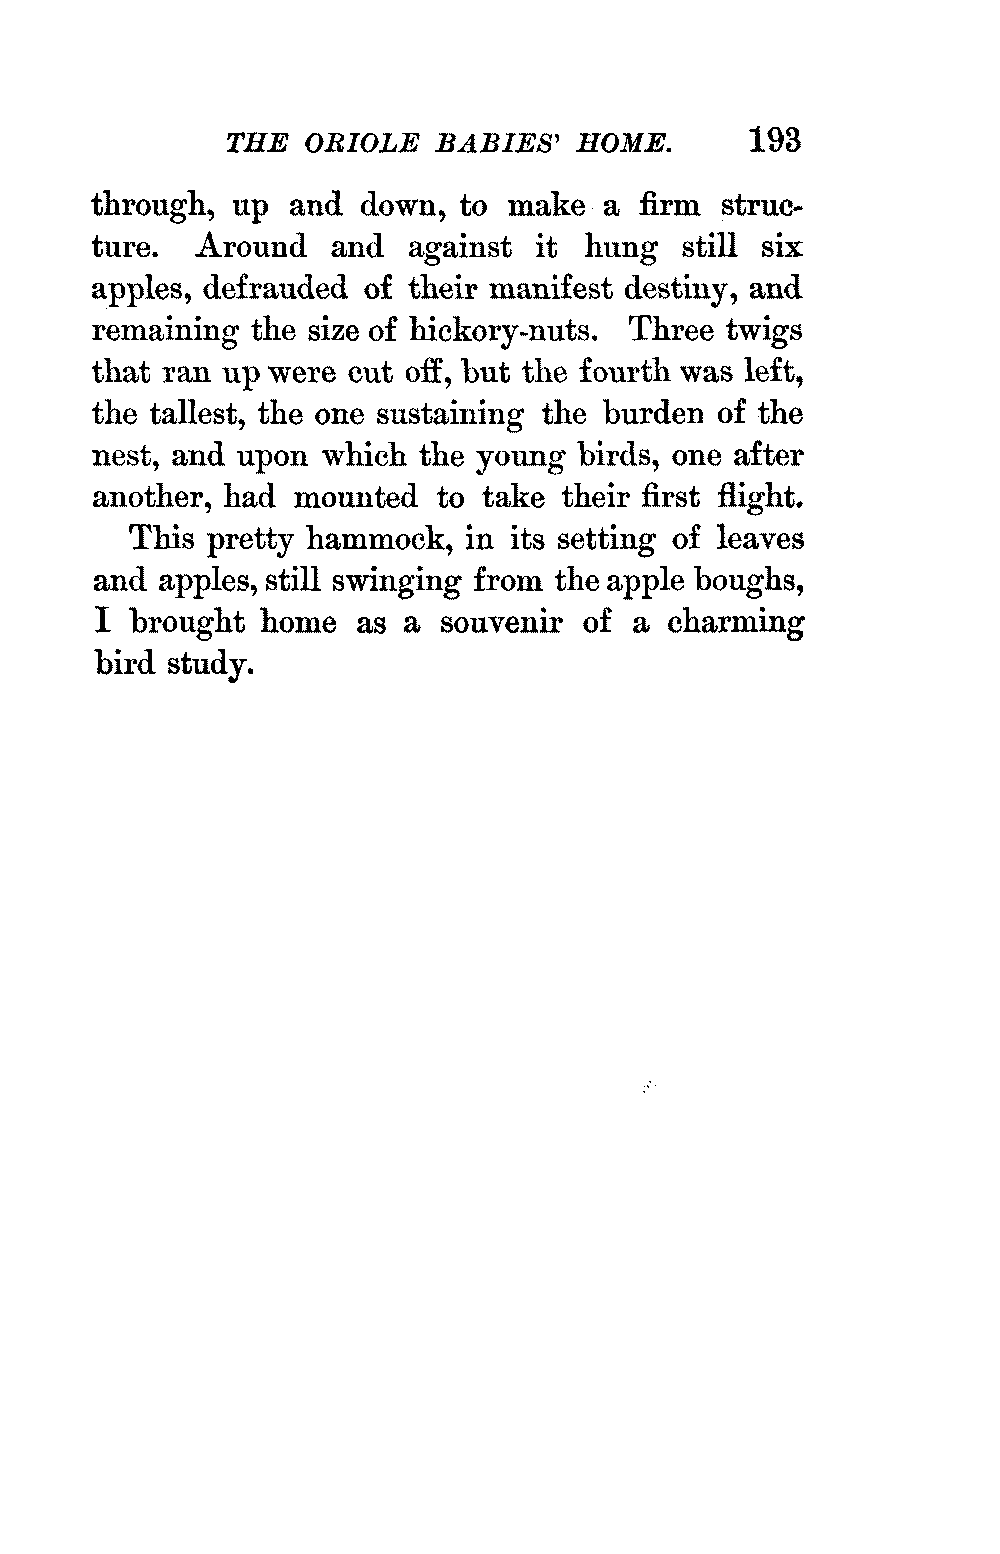 THE ORIOLE BABIES' HOME. 193
through, up and down, to make a firm struc-
ture. Around and against it hung still six
apples, defrauded of their manifest destiny, and
remaining the size of hickory-nuts. Three twigs
that ran up were cut off, but the fourth was left,
the tallest, the one sustaining the burden of the
nest, and upon which the young birds, one after
another, had mounted to take their first flight.
This pretty hammock, in its setting of leaves
and apples, still swinging from the apple boughs,
I brought home as a souvenir of a charming
bird study.